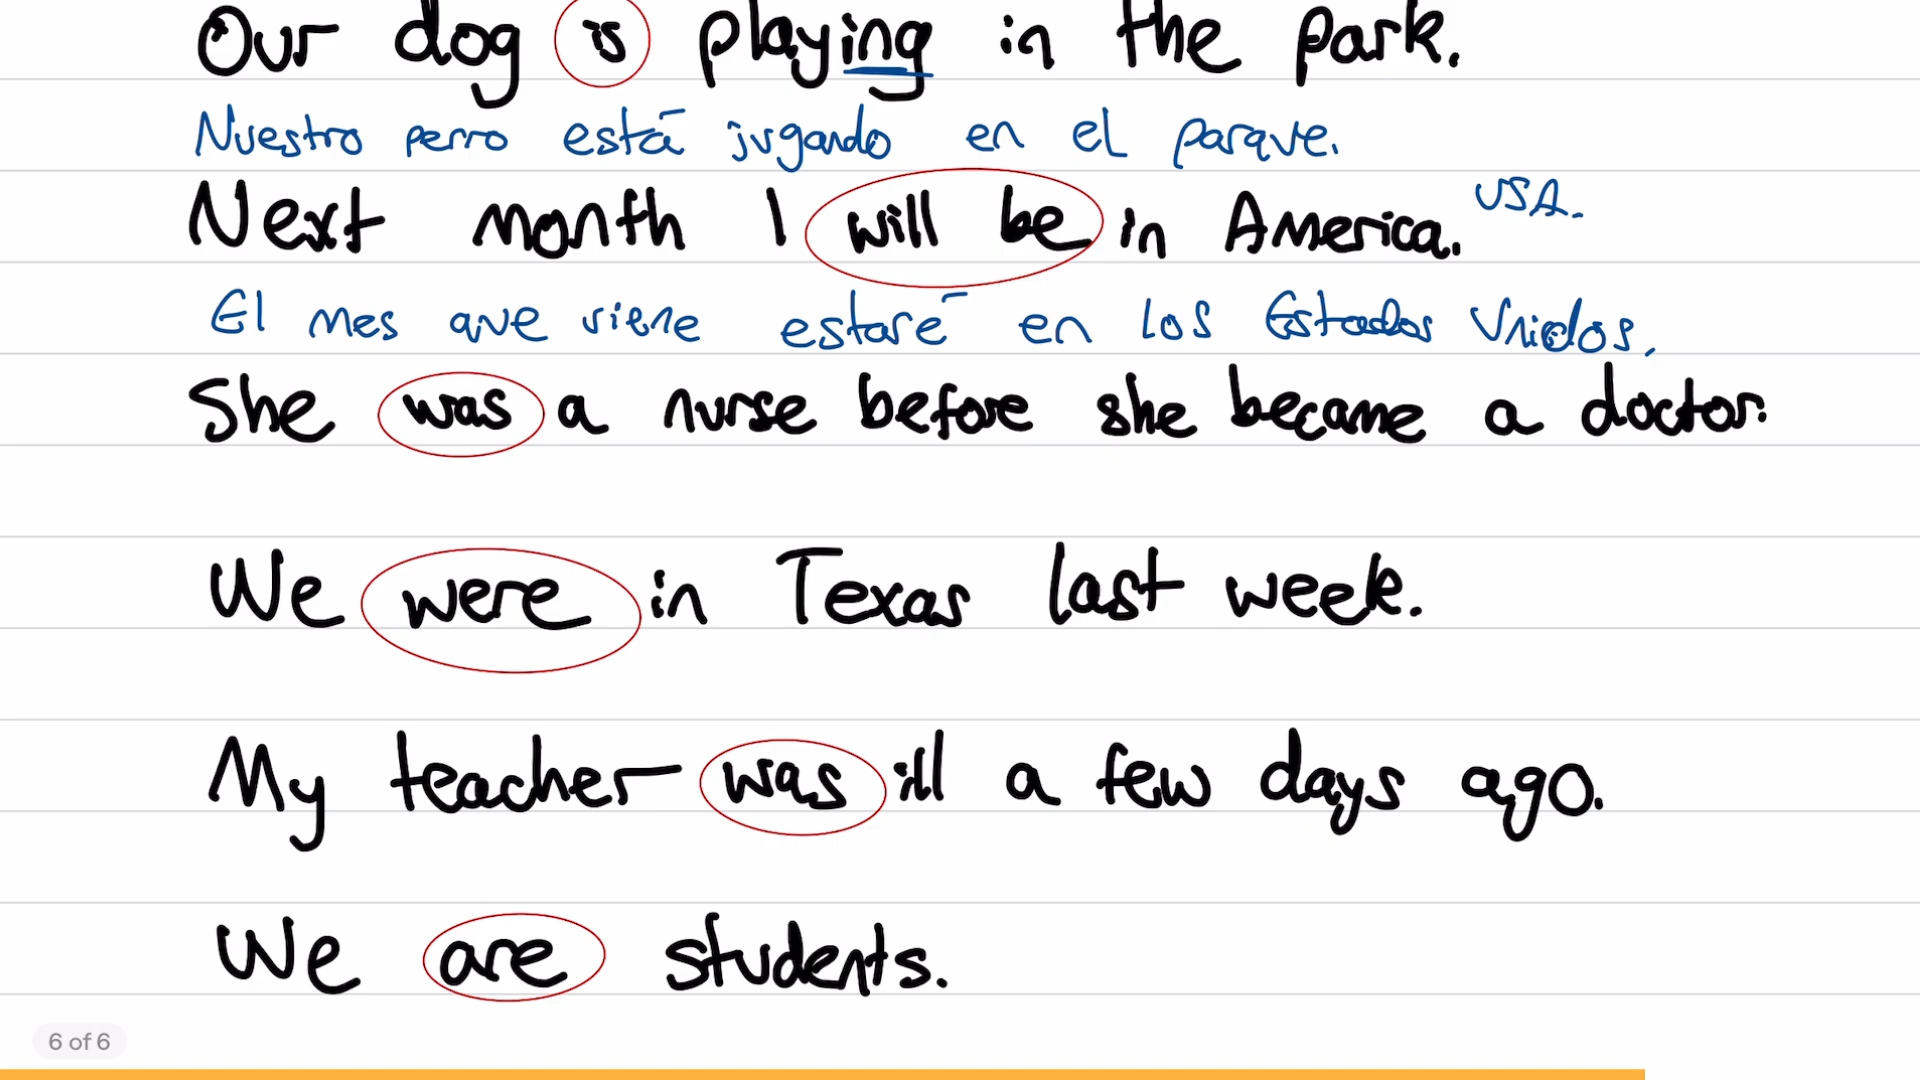 Our dog is playing in the park.
Nuestro perro está jugando en el parque.
Next month I will be in America. USA.
El mes que viene estaré en los Estados Unidos.
She was a nurse before she became a doctor.
We were in Texas last week.
My teacher was ill a few days ago.
We are students.
6 of 6